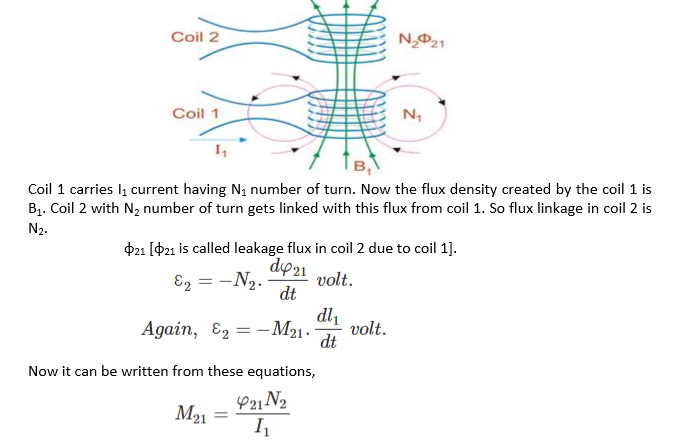 Coil 2
N₂Φ₂₁
Coil 1
N₁
I₁
B₁
Coil 1 carries I₁ current having N₁ number of turn. Now the flux density created by the coil 1 is
B₁. Coil 2 with N₂ number of turn gets linked with this flux from coil 1. So flux linkage in coil 2 is
N₂.
Φ₂₁ [Φ₂₁ is called leakage flux in coil 2 due to coil 1].
ε₂ = −N₂. dφ₂₁/dt volt.
Again, ε₂ = −M₂₁. dl₁/dt volt.
Now it can be written from these equations,
M₂₁ = φ₂₁N₂/I₁